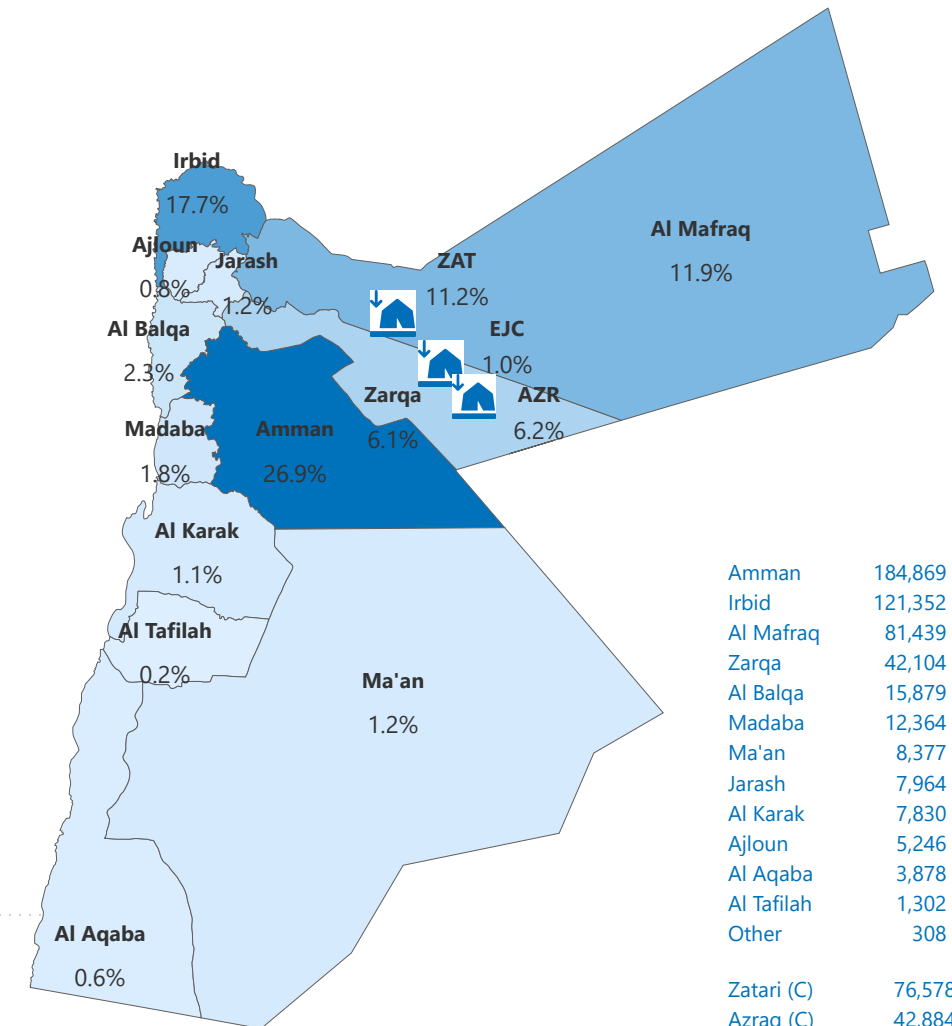 Irbid
17.7%
Al Mafraq
11.9%
Ajloun
0.8%
Jarash
1.2%
ZAT
11.2%
EJC
1.0%
Al Balqa
2.3%
Zarqa
6.1%
AZR
6.2%
Madaba
1.8%
Amman
26.9%
Al Karak
1.1%
Al Tafilah
0.2%
Ma'an
1.2%
Al Aqaba
0.6%
Amman 184,869
Irbid 121,352
Al Mafraq 81,439
Zarqa 42,104
Al Balqa 15,879
Madaba 12,364
Ma'an 8,377
Jarash 7,964
Al Karak 7,830
Ajloun 5,246
Al Aqaba 3,878
Al Tafilah 1,302
Other 308
Zatari (C) 76,578
Azraq (C) 42,884